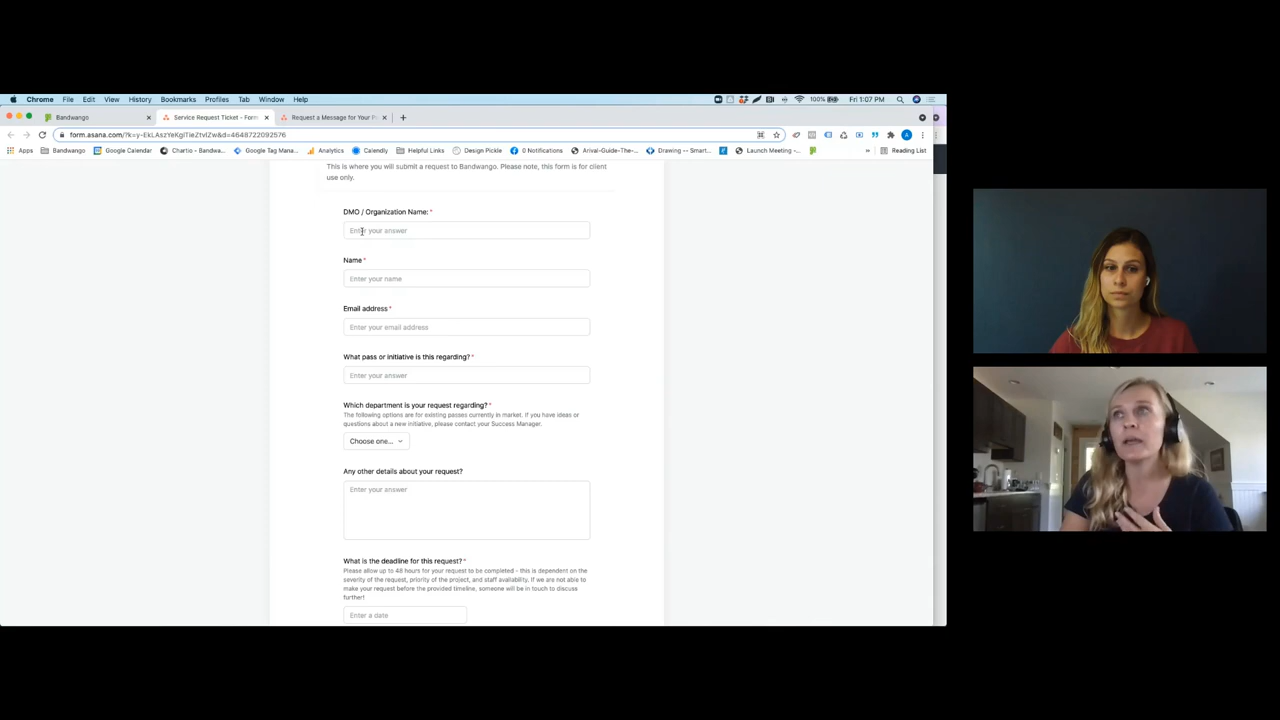 Chrome File Edit View History Bookmarks Profiles Tab Window Help 100% Fri 1:07 PM
Bandwango Service Request Ticket - Form Request a Message for Your P
form.asana.com/?k=y-EkLAszYeKgiTieZtvIZw&d=4648722092576
Apps Bandwango Google Calendar Chartio - Bandwa... Google Tag Mana... Analytics Calendly Helpful Links Design Pickle 0 Notifications Arival-Guide-The-... Drawing -- Smart... Launch Meeting -... » Reading List
This is where you will submit a request to Bandwango. Please note, this form is for client
use only.
DMO / Organization Name: *
Enter your answer
Name *
Enter your name
Email address *
Enter your email address
What pass or initiative is this regarding? *
Enter your answer
Which department is your request regarding? *
The following options are for existing passes currently in market. If you have ideas or
questions about a new initiative, please contact your Success Manager.
Choose one...
Any other details about your request?
Enter your answer
What is the deadline for this request? *
Please allow up to 48 hours for your request to be completed - this is dependent on the
severity of the request, priority of the project, and staff availability. If we are not able to
make your request before the provided timeline, someone will be in touch to discuss
further!
Enter a date